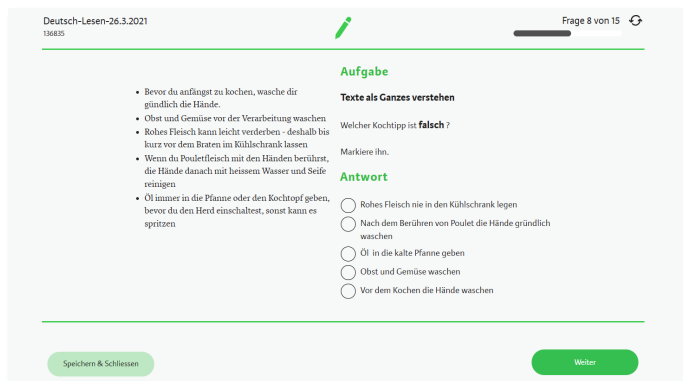 Deutsch-Lesen-26.3.2021
136835
Frage 8 von 15
• Bevor du anfängst zu kochen, wasche dir
gündlich die Hände.
• Obst und Gemüse vor der Verarbeitung waschen
• Rohes Fleisch kann leicht verderben - deshalb bis
kurz vor dem Braten im Kühlschrank lassen
• Wenn du Pouletfleisch mit den Händen berührst,
die Hände danach mit heissem Wasser und Seife
reinigen
• Öl immer in die Pfanne oder den Kochtopf geben,
bevor du den Herd einschaltest, sonst kann es
spritzen
Aufgabe
Texte als Ganzes verstehen
Welcher Kochtipp ist falsch ?
Markiere ihn.
Antwort
Rohes Fleisch nie in den Kühlschrank legen
Nach dem Berühren von Poulet die Hände gründlich
waschen
Öl in die kalte Pfanne geben
Obst und Gemüse waschen
Vor dem Kochen die Hände waschen
Speichern & Schliessen
Weiter